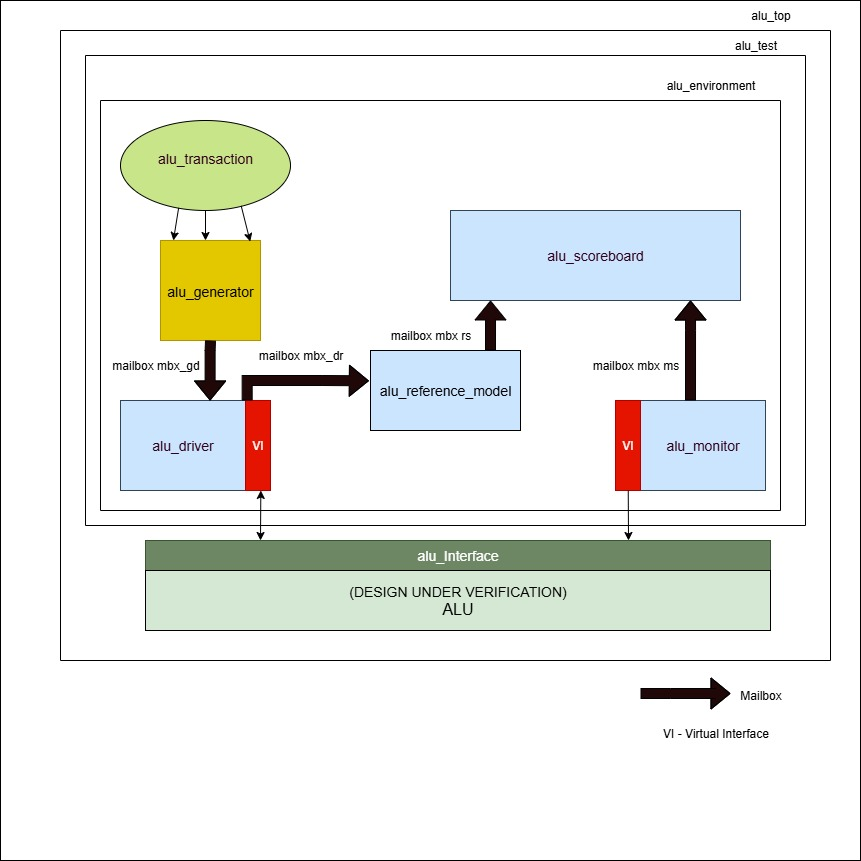 alu_top
alu_test
alu_environment
alu_transaction
alu_scoreboard
alu_generator
mailbox mbx rs
mailbox mbx_gd
mailbox mbx_dr
mailbox mbx ms
alu_reference_model
alu_driver
VI
VI
alu_monitor
alu_Interface
(DESIGN UNDER VERIFICATION)
ALU
Mailbox
VI - Virtual Interface